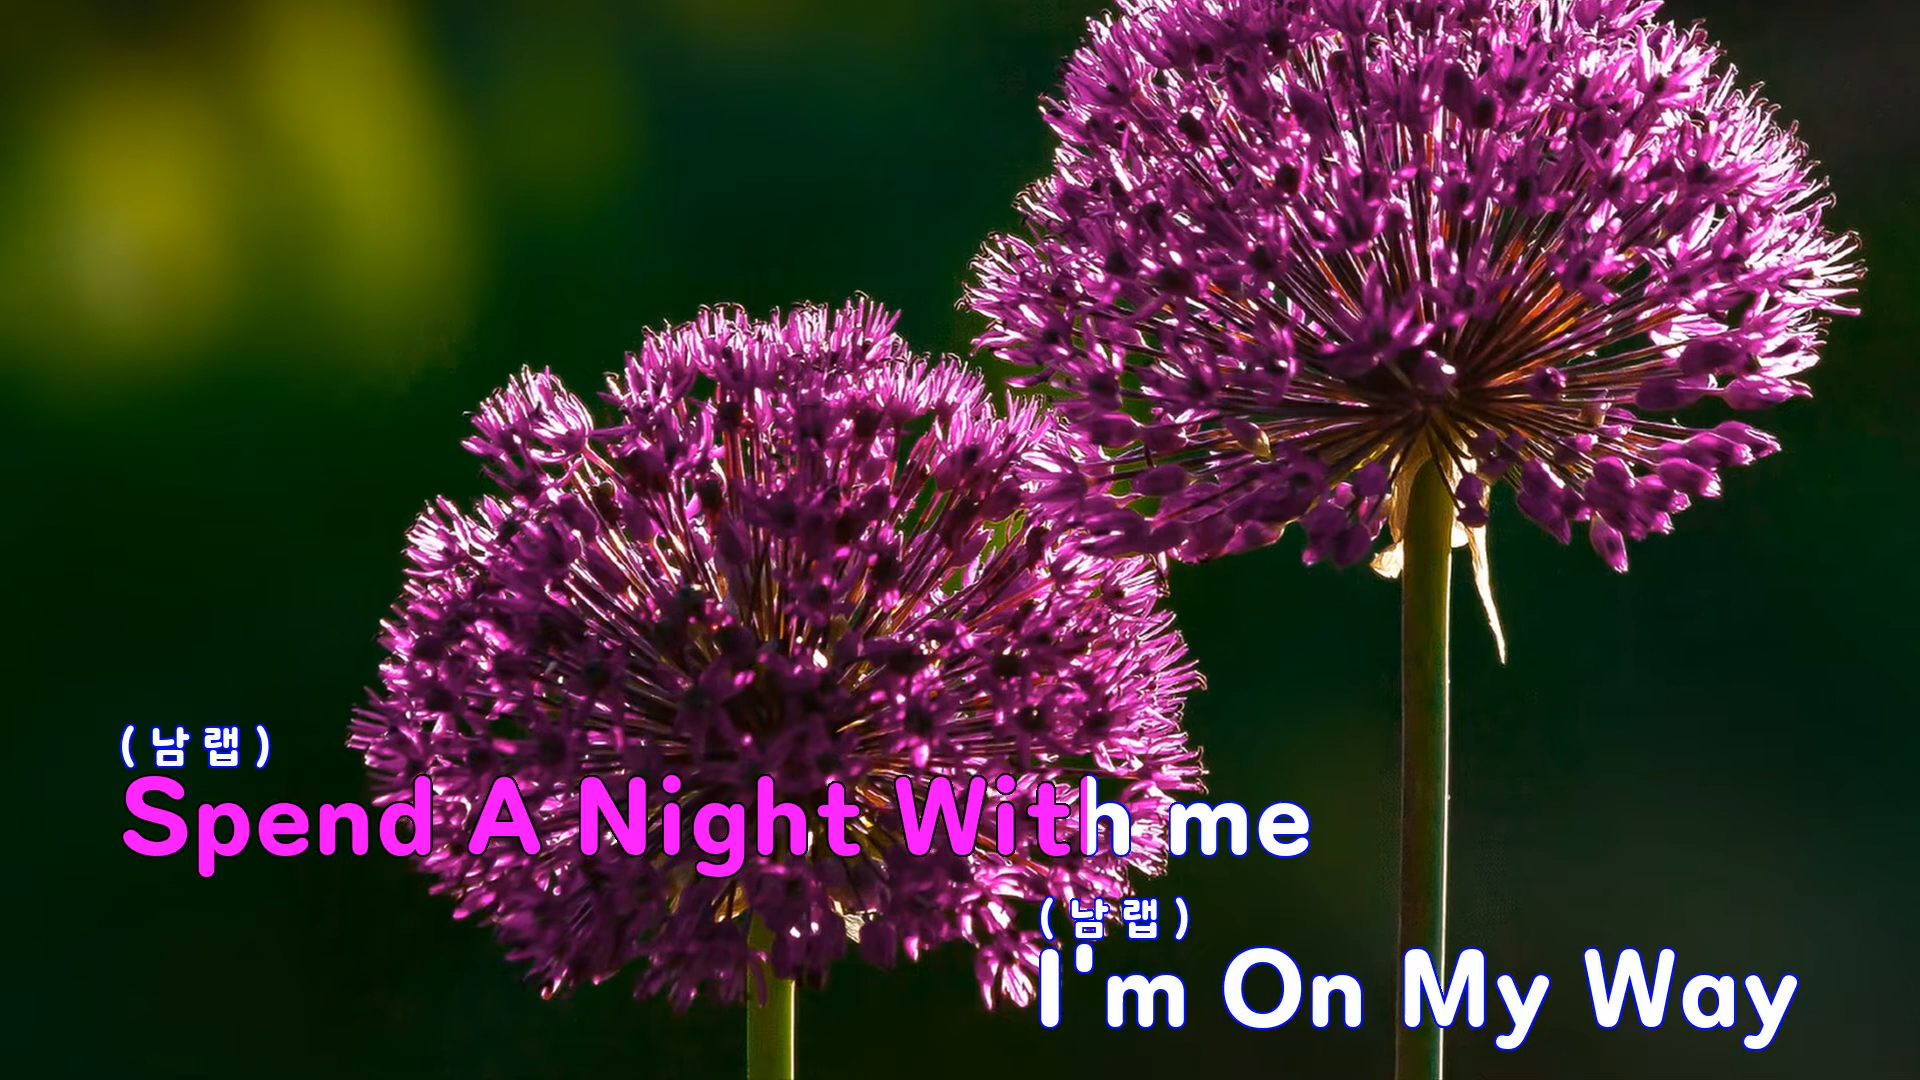 ( 남 랩 )
Spend A Night With me
( 남 랩 )
I'm On My Way